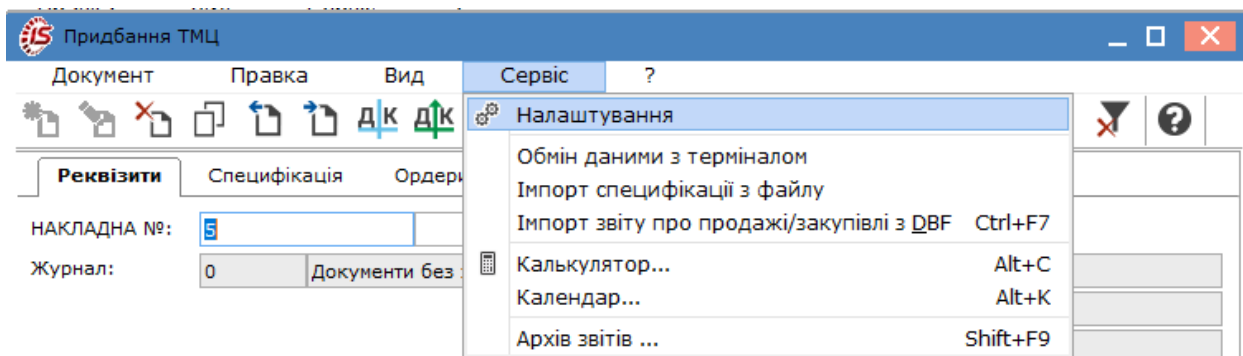 Придбання ТМЦ
Документ Правка Вид Сервіс ?
Д К Д К
Налаштування
Обмін даними з терміналом
Імпорт специфікації з файлу
Імпорт звіту про продажі/закупівлі з DBF Ctrl+F7
Калькулятор... Alt+C
Календар... Alt+K
Архів звітів ... Shift+F9
Реквізити Специфікація Ордери
НАКЛАДНА №: 5
Журнал: 0 Документи без